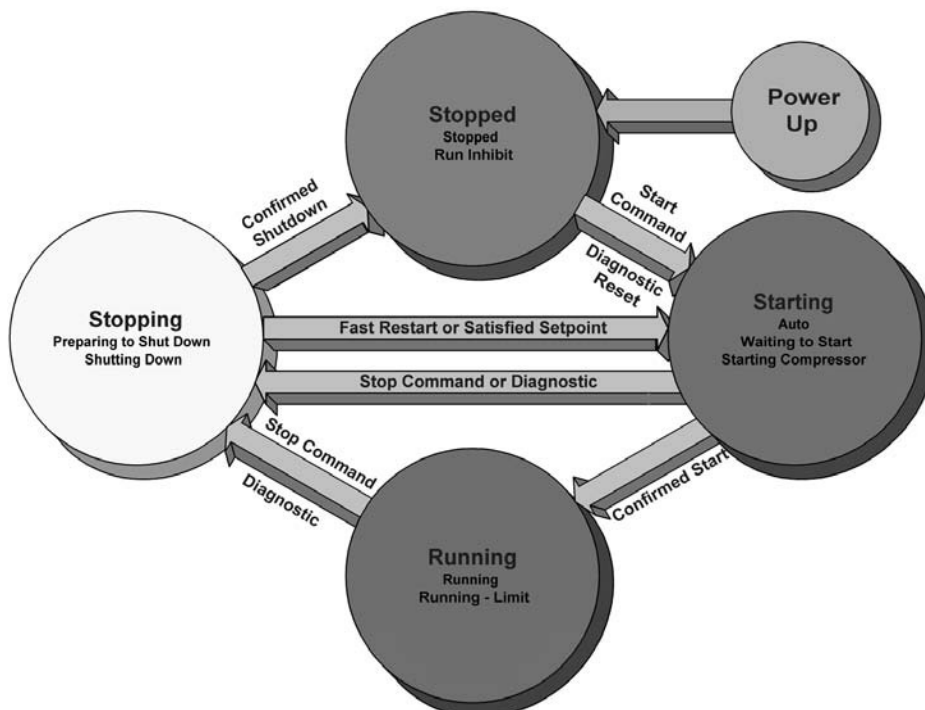 Stopped
Stopped
Run Inhibit
Power
Up
Confirmed
Shutdown
Start
Command
Diagnostic
Reset
Stopping
Preparing to Shut Down
Shutting Down
Fast Restart or Satisfied Setpoint
Stop Command or Diagnostic
Starting
Auto
Waiting to Start
Starting Compressor
Stop Command
Diagnostic
Confirmed Start
Running
Running
Running - Limit